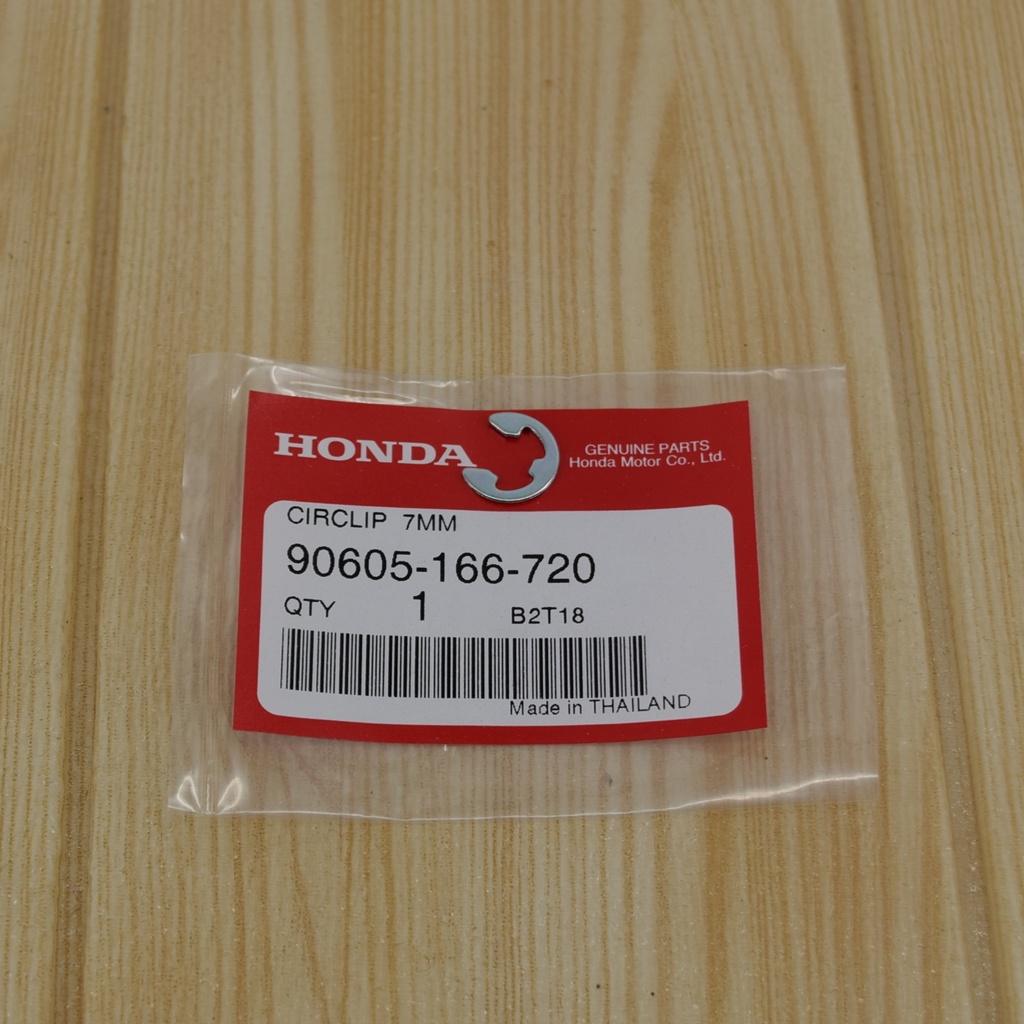 HONDA
GENUINE PARTS
Honda Motor Co., Ltd.
CIRCLIP 7MM
90605-166-720
QTY 1 B2T18
Made in THAILAND